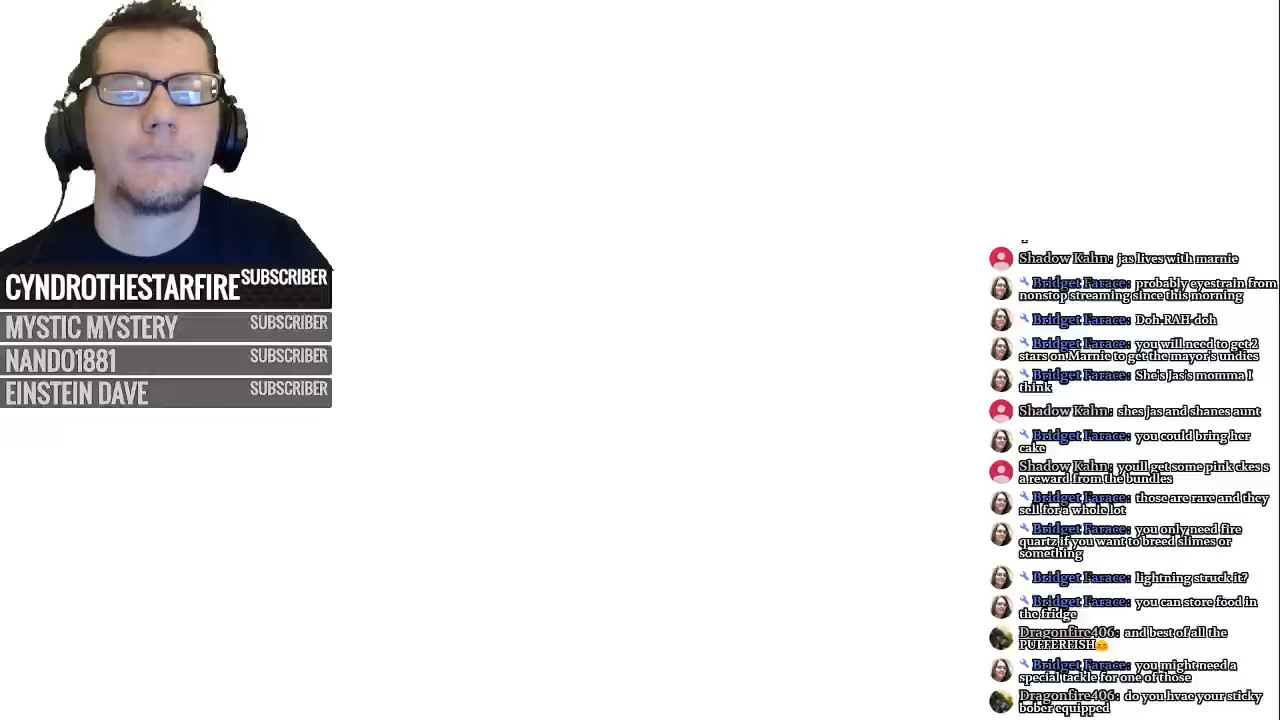 CYNDROTHESTARFIRE SUBSCRIBER
MYSTIC MYSTERY SUBSCRIBER
NANDO1881 SUBSCRIBER
EINSTEIN DAVE SUBSCRIBER
Shadow Kahn: jas lives with marnie
Bridget Farace: probably eyestrain from
nonstop streaming since this morning
Bridget Farace: Doh-RAH-doh
Bridget Farace: you will need to get 2
stars on Marnie to get the mayor's undies
Bridget Farace: She's Jas's momma I
think
Shadow Kahn: shes jas and shanes aunt
Bridget Farace: you could bring her
cake
Shadow Kahn: youll get some pink ckes s
a reward from the bundles
Bridget Farace: those are rare and they
sell for a whole lot
Bridget Farace: you only need fire
quartz if you want to breed slimes or
something
Bridget Farace: lightning struck it?
Bridget Farace: you can store food in
the fridge
Dragonfire406: and best of all the
PUFFERFISH😊
Bridget Farace: you might need a
special tackle for one of those
Dragonfire406: do you hvae your sticky
bober equipped